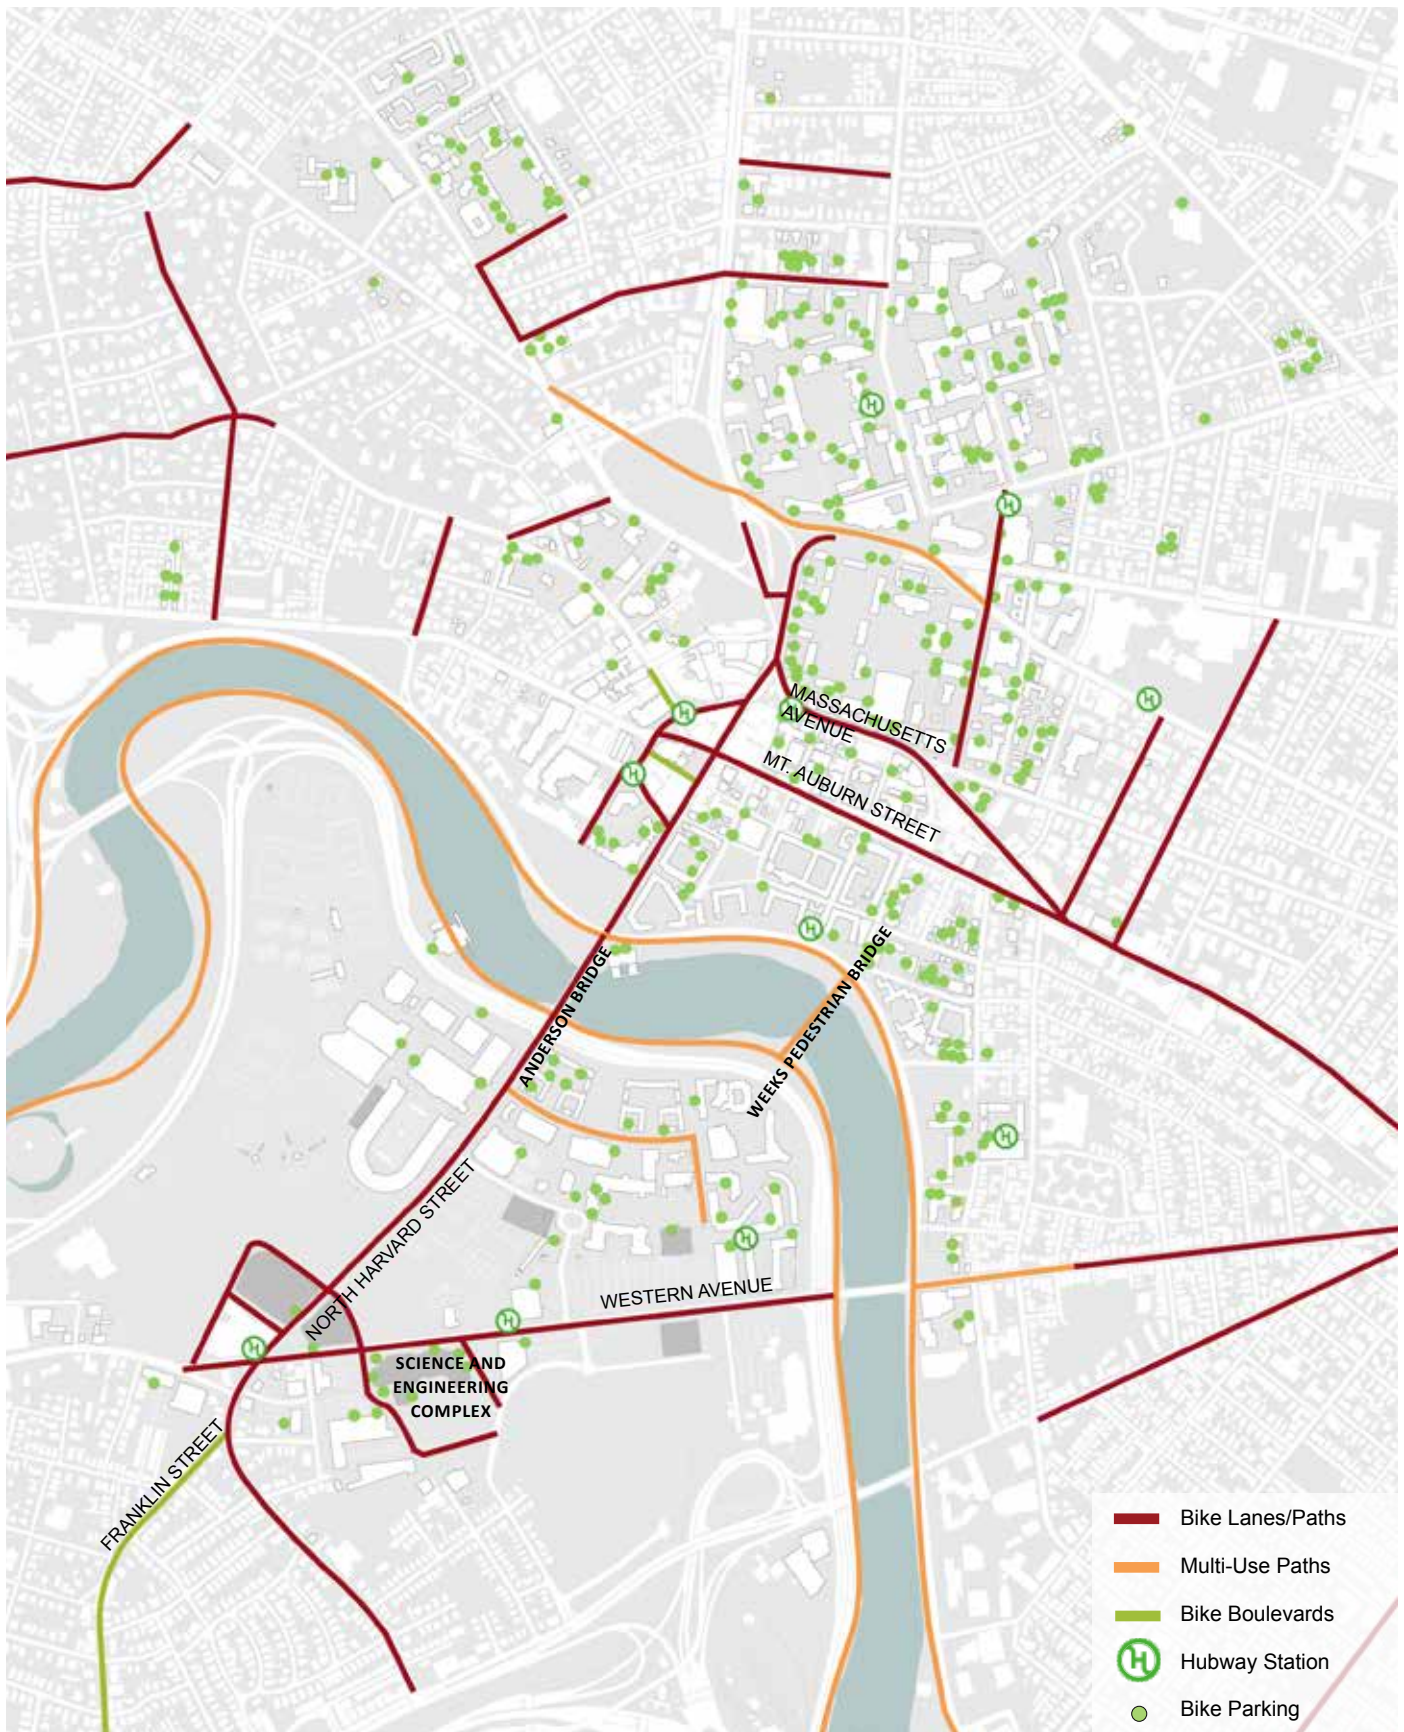 MASSACHUSETTS
AVENUE
MT. AUBURN STREET
ANDERSON BRIDGE
WEEKS PEDESTRIAN BRIDGE
NORTH HARVARD STREET
WESTERN AVENUE
SCIENCE AND
ENGINEERING
COMPLEX
FRANKLIN STREET
Bike Lanes/Paths
Multi-Use Paths
Bike Boulevards
H Hubway Station
Bike Parking